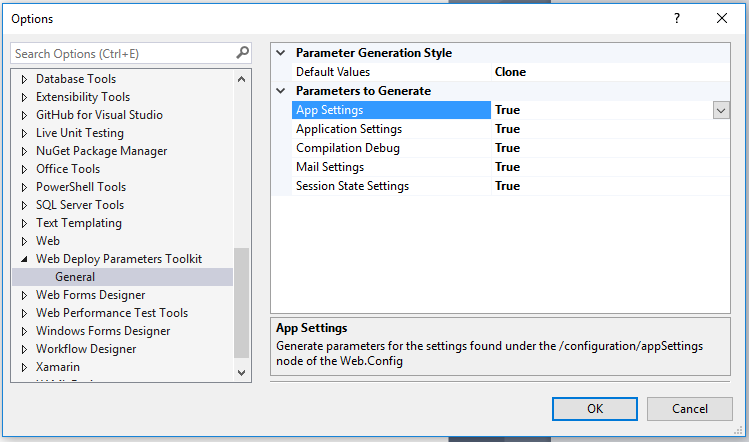 Options
Search Options (Ctrl+E)
Database Tools
Extensibility Tools
GitHub for Visual Studio
Live Unit Testing
NuGet Package Manager
Office Tools
PowerShell Tools
SQL Server Tools
Text Templating
Web
Web Deploy Parameters Toolkit
General
Web Forms Designer
Web Performance Test Tools
Windows Forms Designer
Workflow Designer
Xamarin
Parameter Generation Style
Default Values Clone
Parameters to Generate
App Settings True
Application Settings True
Compilation Debug True
Mail Settings True
Session State Settings True
App Settings
Generate parameters for the settings found under the /configuration/appSettings
node of the Web.Config
OK Cancel